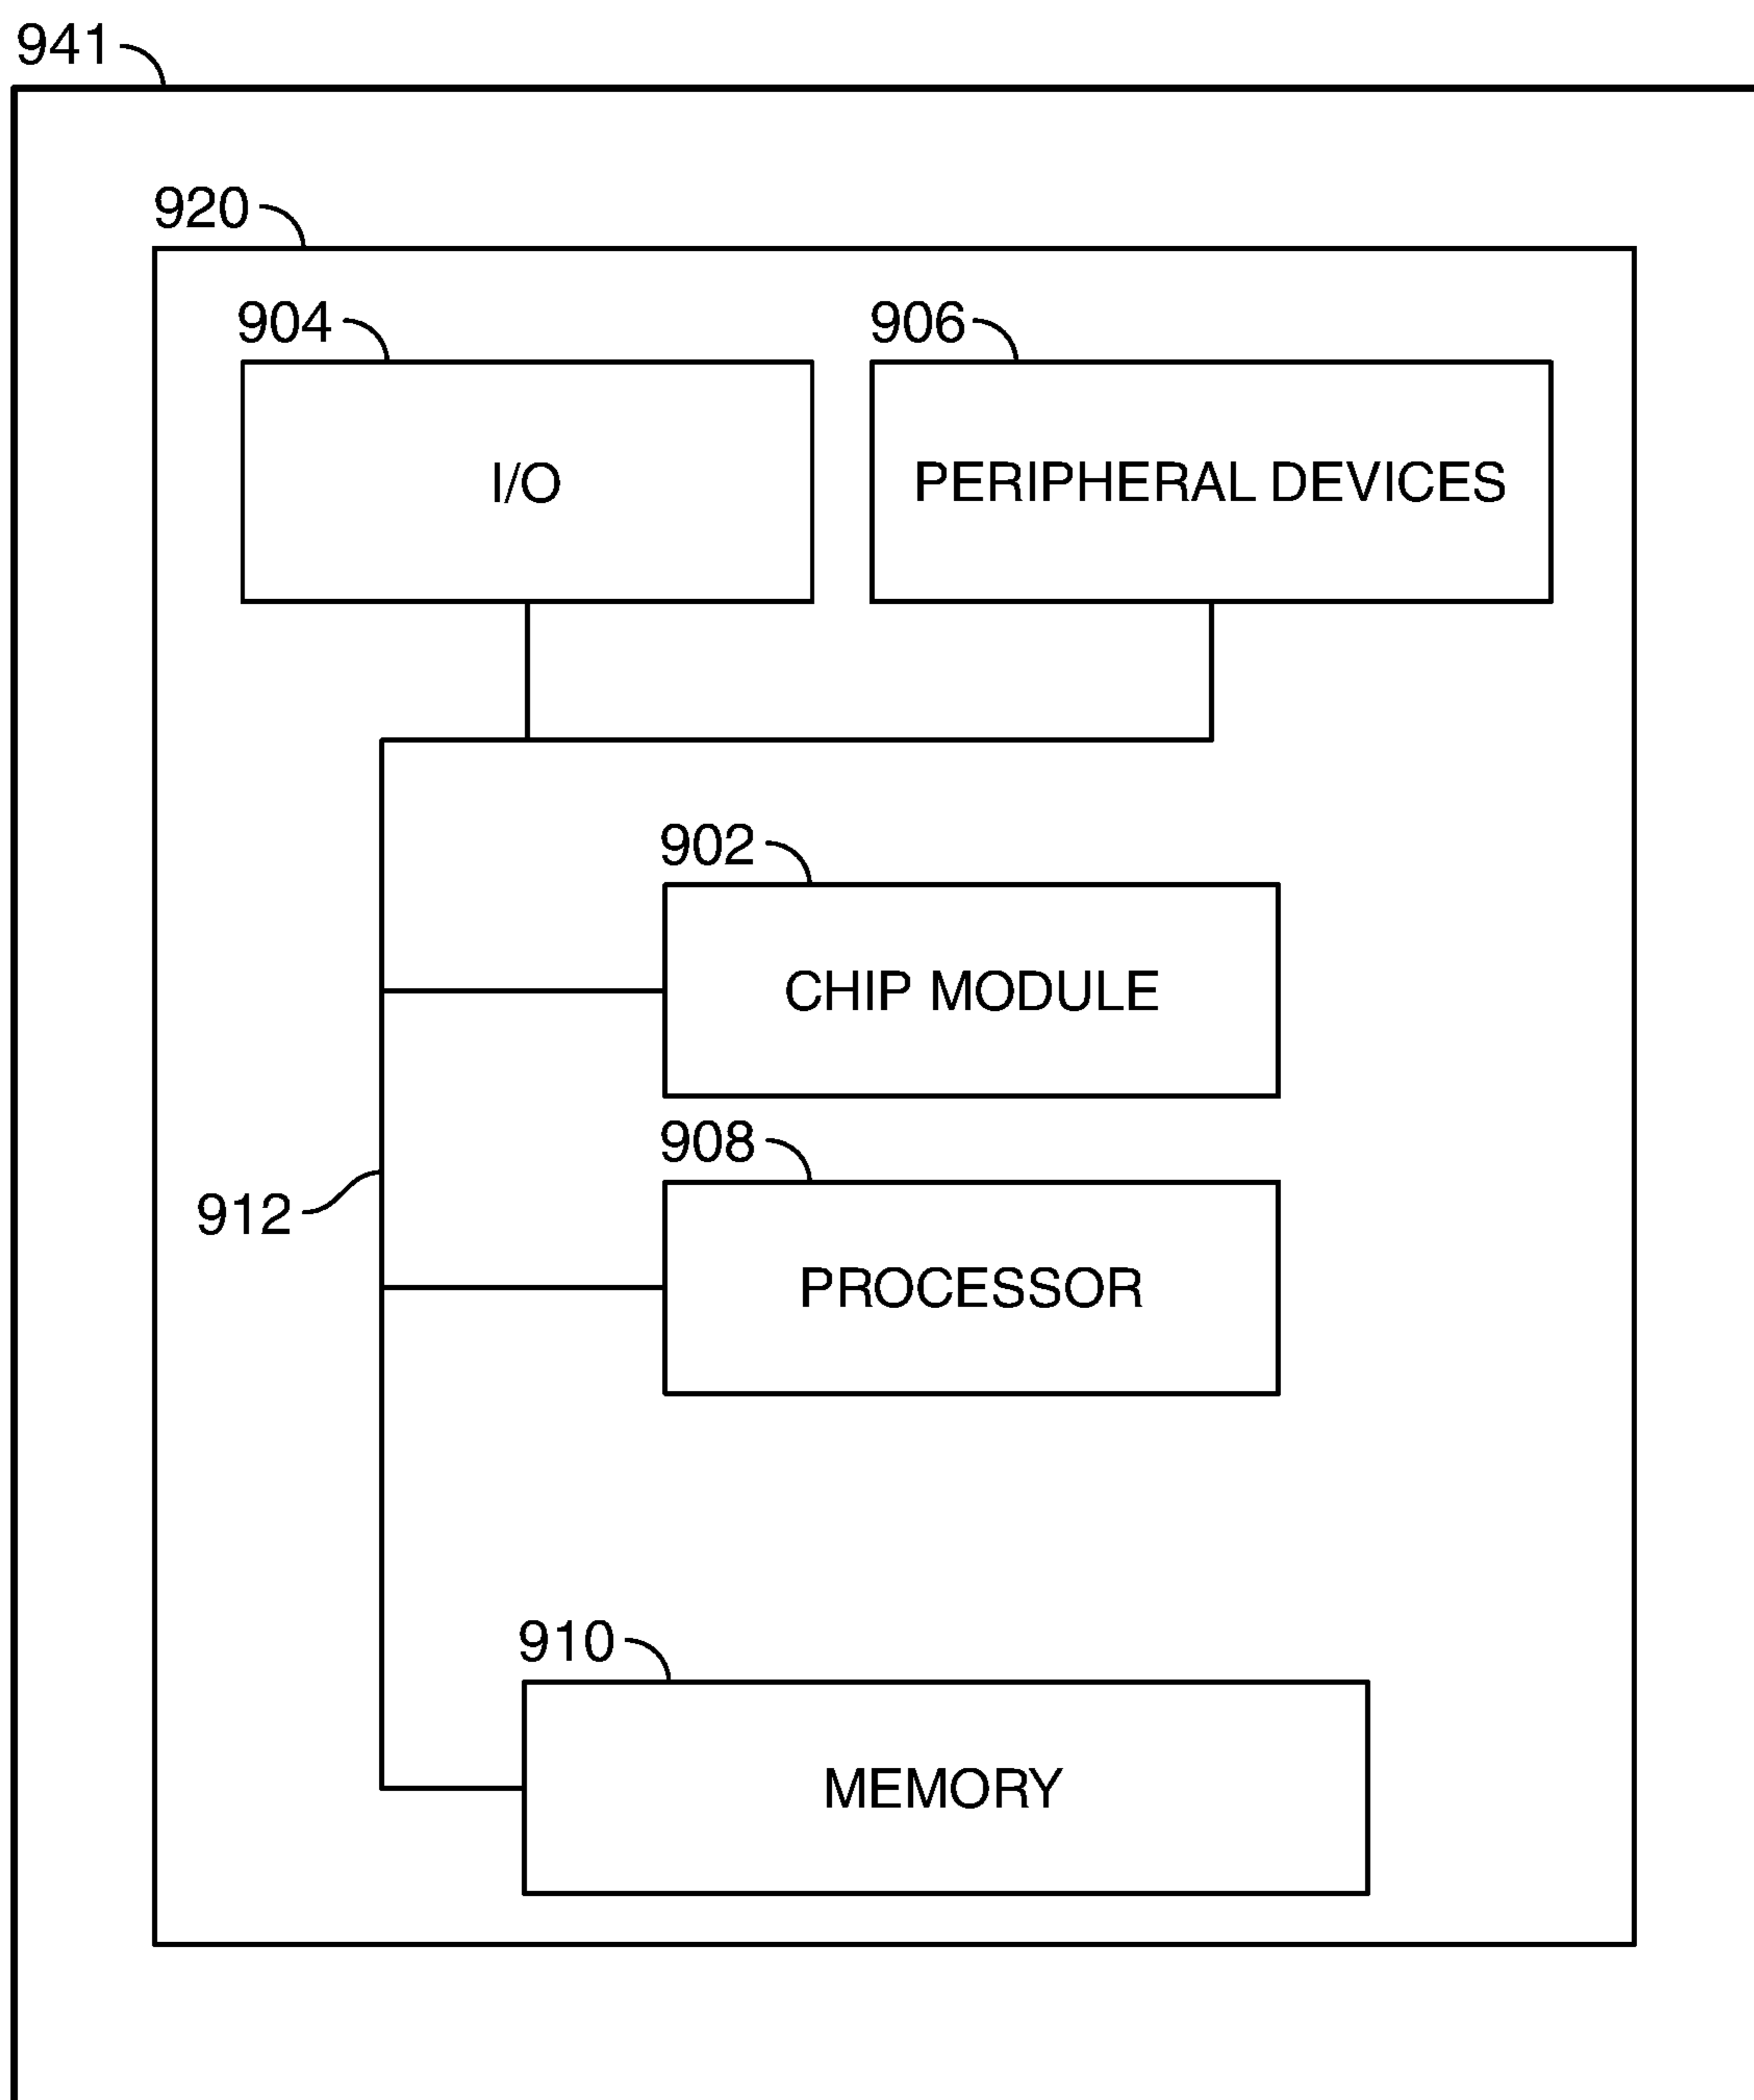 941
920
904
906
I/O
PERIPHERAL DEVICES
902
CHIP MODULE
908
912
PROCESSOR
910
MEMORY